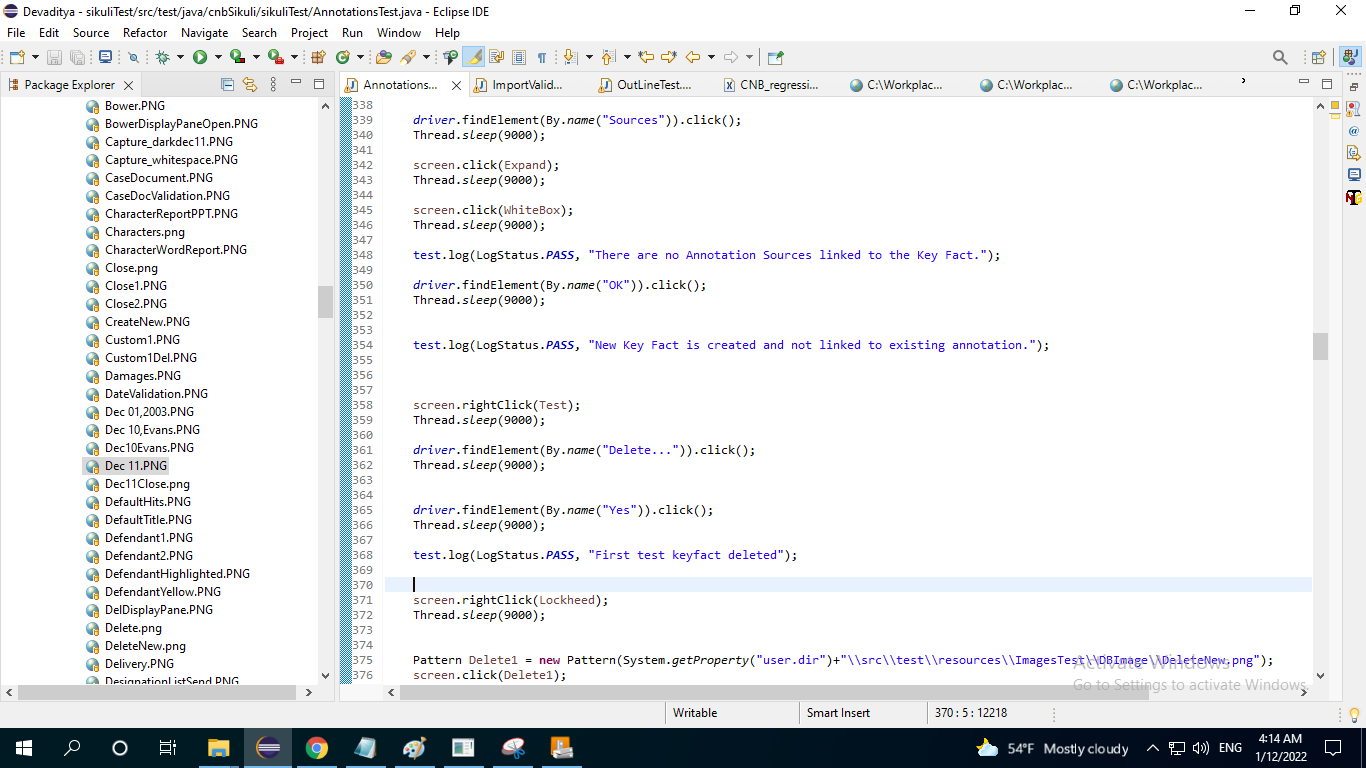 Devaditya - sikuliTest/src/test/java/cnbSikuli/sikuliTest/AnnotationsTest.java - Eclipse IDE
File Edit Source Refactor Navigate Search Project Run Window Help
Package Explorer
Bower.PNG
BowerDisplayPaneOpen.PNG
Capture_darkdec11.PNG
Capture_whitespace.PNG
CaseDocument.PNG
CaseDocValidation.PNG
CharacterReportPPT.PNG
Characters.png
CharacterWordReport.PNG
Close.png
Close1.PNG
Close2.PNG
CreateNew.PNG
Custom1.PNG
Custom1Del.PNG
Damages.PNG
DateValidation.PNG
Dec 01,2003.PNG
Dec 10,Evans.PNG
Dec10Evans.PNG
Dec 11.PNG
Dec11Close.png
DefaultHits.PNG
DefaultTitle.PNG
Defendant1.PNG
Defendant2.PNG
DefendantHighlighted.PNG
DefendantYellow.PNG
DelDisplayPane.PNG
Delete.png
DeleteNew.png
Delivery.PNG
DesignationListSend.PNG
Annotations... ImportValid... OutLineTest.... CNB_regressi... C:\Workplac... C:\Workplac... C:\Workplac...
338
339 driver.findElement(By.name("Sources")).click();
340 Thread.sleep(9000);
341
342 screen.click(Expand);
343 Thread.sleep(9000);
344
345 screen.click(WhiteBox);
346 Thread.sleep(9000);
347
348 test.log(LogStatus.PASS, "There are no Annotation Sources linked to the Key Fact.");
349
350 driver.findElement(By.name("OK")).click();
351 Thread.sleep(9000);
352
353
354 test.log(LogStatus.PASS, "New Key Fact is created and not linked to existing annotation.");
355
356
357
358 screen.rightClick(Test);
359 Thread.sleep(9000);
360
361 driver.findElement(By.name("Delete...")).click();
362 Thread.sleep(9000);
363
364
365 driver.findElement(By.name("Yes")).click();
366 Thread.sleep(9000);
367
368 test.log(LogStatus.PASS, "First test keyfact deleted");
369
370
371 screen.rightClick(Lockheed);
372 Thread.sleep(9000);
373
374
375 Pattern Delete1 = new Pattern(System.getProperty("user.dir")+"\\src\\test\\resources\\ImagesTest\\DBImage\\DeleteNew.png");
376 screen.click(Delete1);
Activate Windows
Go to Settings to activate Windows.
Writable Smart Insert 370 : 5 : 12218
54°F Mostly cloudy ENG 4:14 AM
1/12/2022